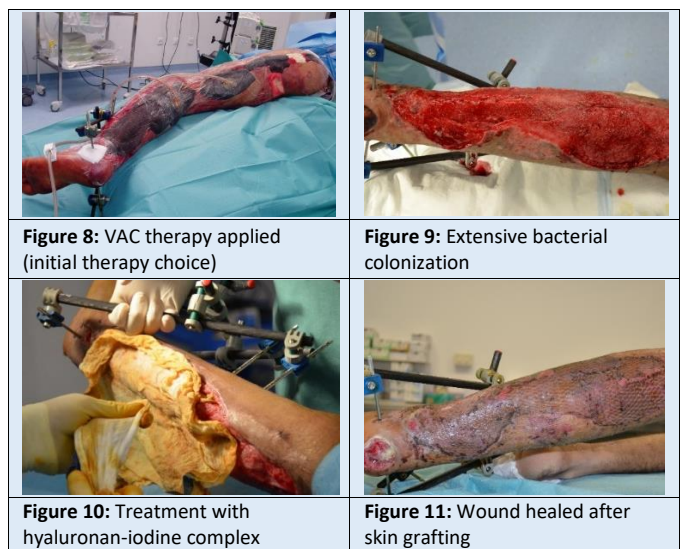 Figure 8: VAC therapy applied
(initial therapy choice)
Figure 9: Extensive bacterial
colonization
Figure 10: Treatment with
hyaluronan-iodine complex
Figure 11: Wound healed after
skin grafting